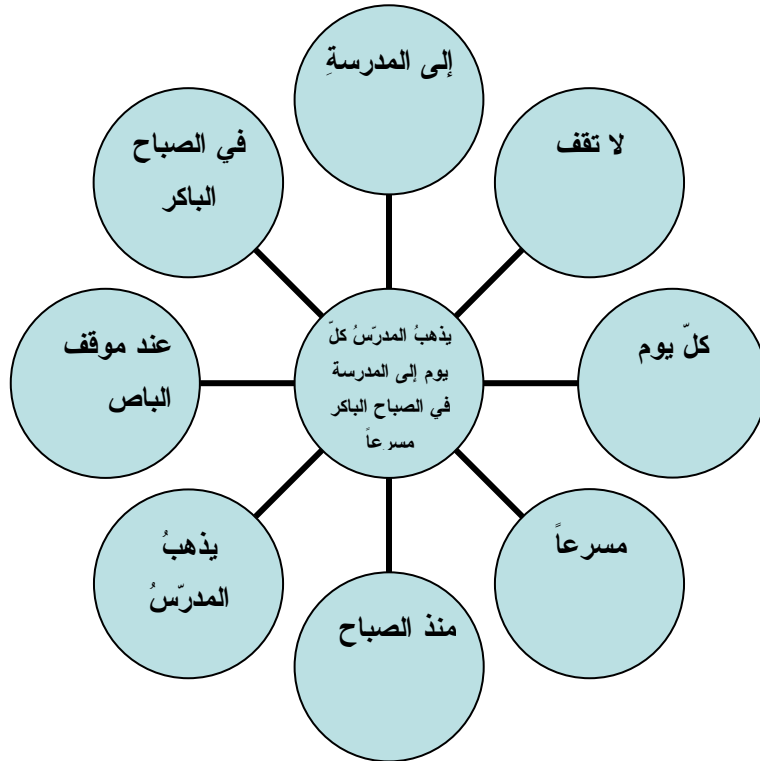 إلى المدرسةِ
لا تقف
كلّ يوم
مسرعاً
منذ الصباح
يذهبُ
المدرّسُ
عند موقف
الباص
في الصباح
الباكر
يذهبُ المدرّسُ كلّ
يوم إلى المدرسة
في الصباح الباكر
مسرعاً